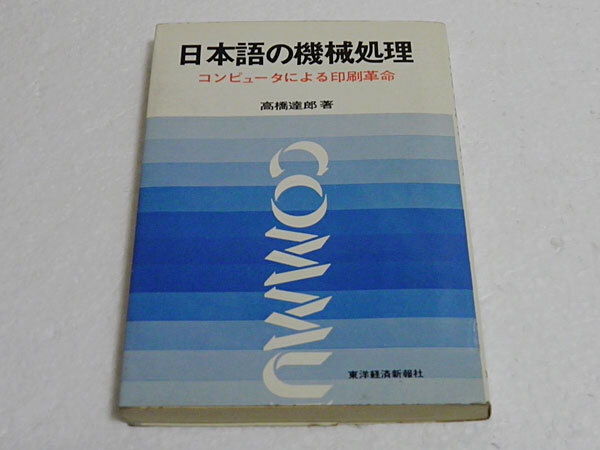 日本語の機械処理
コンピュータによる印刷革命
高橋達郎 著
COMMU
東洋経済新報社